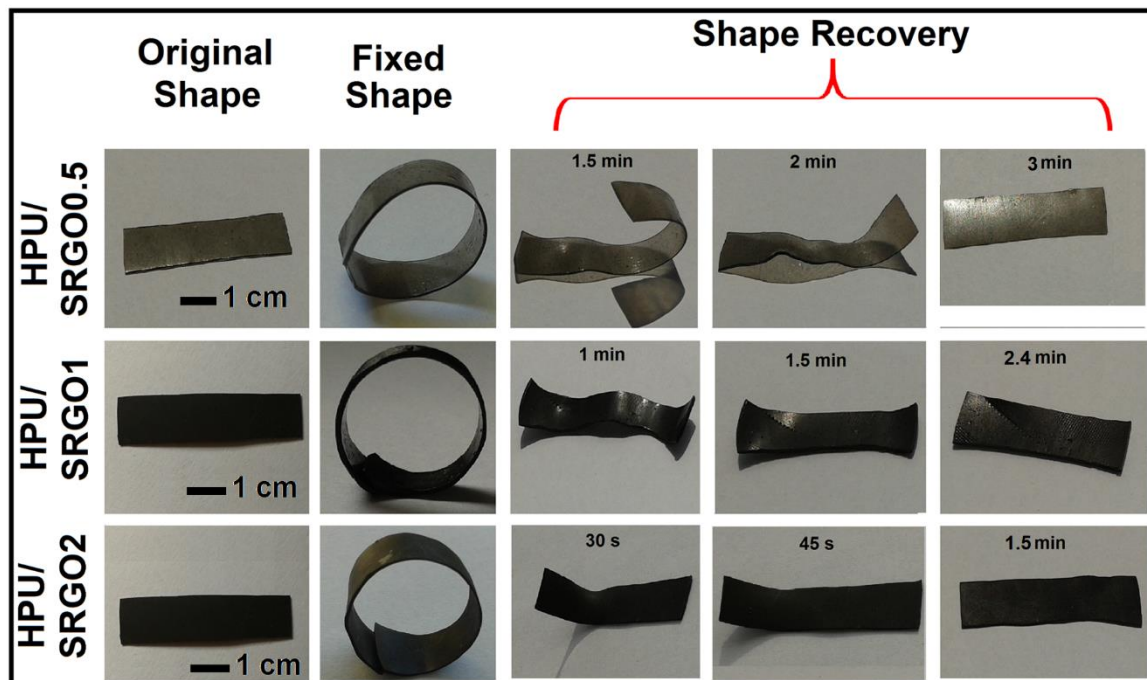 Original
Shape
Fixed
Shape
Shape Recovery
HPU/
SRGO0.5
1 cm
1.5 min
2 min
3 min
HPU/
SRGO1
1 cm
1 min
1.5 min
2.4 min
HPU/
SRGO2
1 cm
30 s
45 s
1.5 min